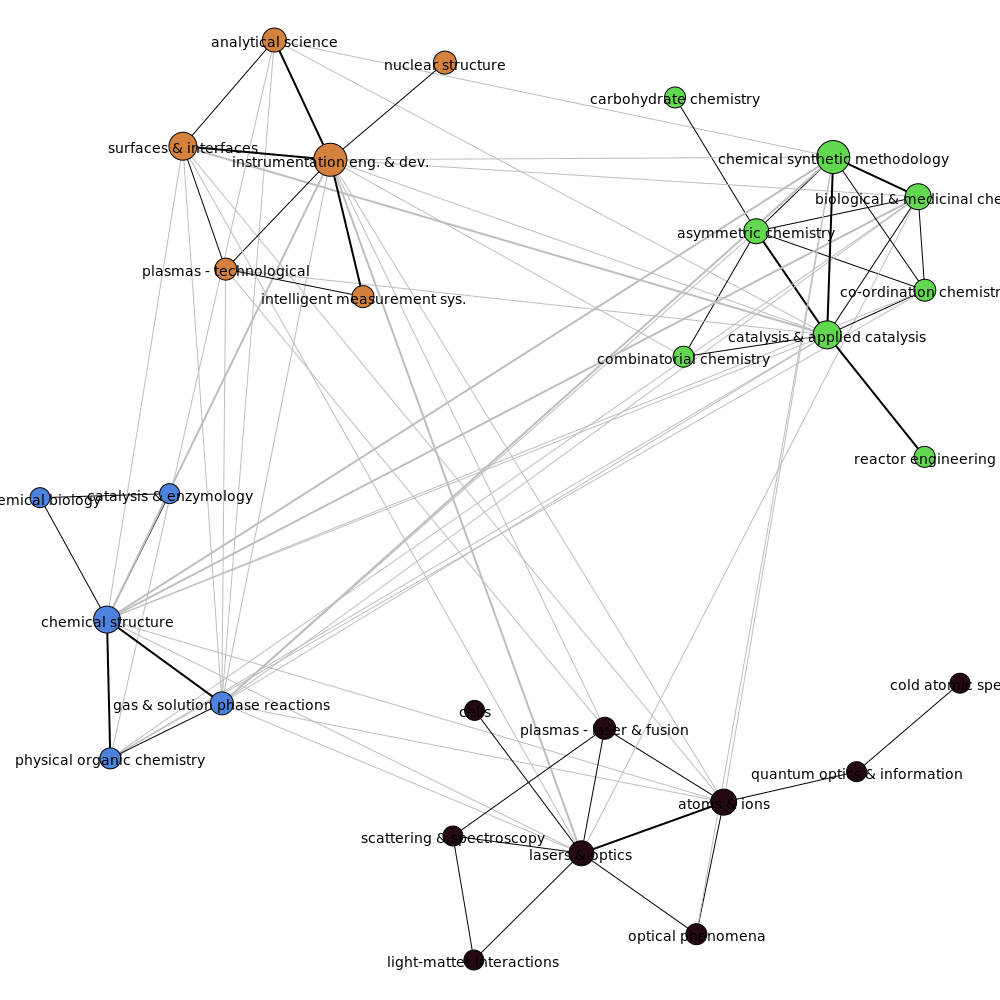 analytical science
nuclear structure
carbohydrate chemistry
surfaces & interfaces
instrumentation eng. & dev.
chemical synthetic methodology
biological & medicinal che
asymmetric chemistry
plasmas - technological
intelligent measurement sys.
co-ordination chemistr
catalysis & applied catalysis
combinatorial chemistry
reactor engineering
emical biology
catalysis & enzymology
chemical structure
gas & solution phase reactions
physical organic chemistry
cold atomic spe
cells
plasmas - laser & fusion
quantum optics & information
atoms & ions
scattering & spectroscopy
lasers & optics
optical phenomena
light-matter interactions